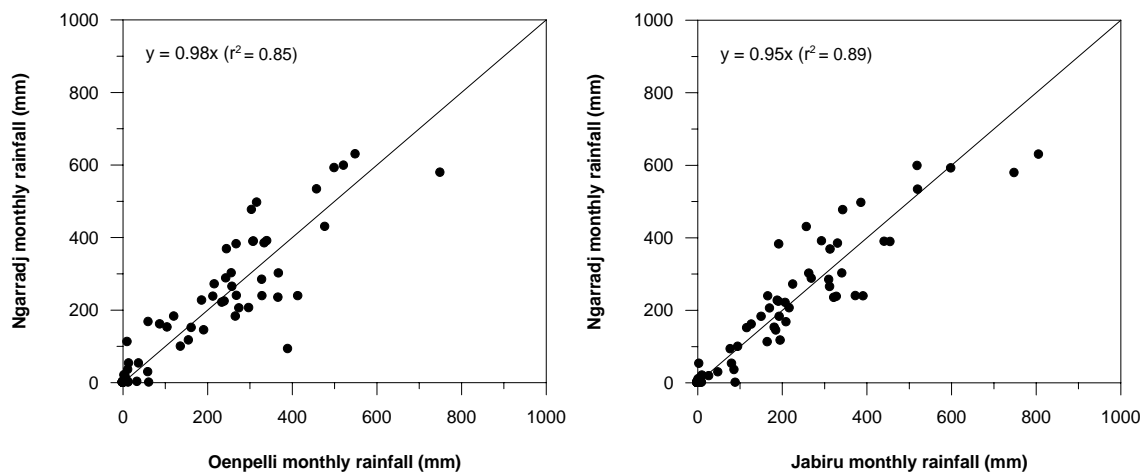 y = 0.98x (r² = 0.85)
1000
800
600
400
200
0
Ngarradj monthly rainfall (mm)
0 200 400 600 800 1000
Oenpelli monthly rainfall (mm)
y = 0.95x (r² = 0.89)
1000
800
600
400
200
0
Ngarradj monthly rainfall (mm)
0 200 400 600 800 1000
Jabiru monthly rainfall (mm)